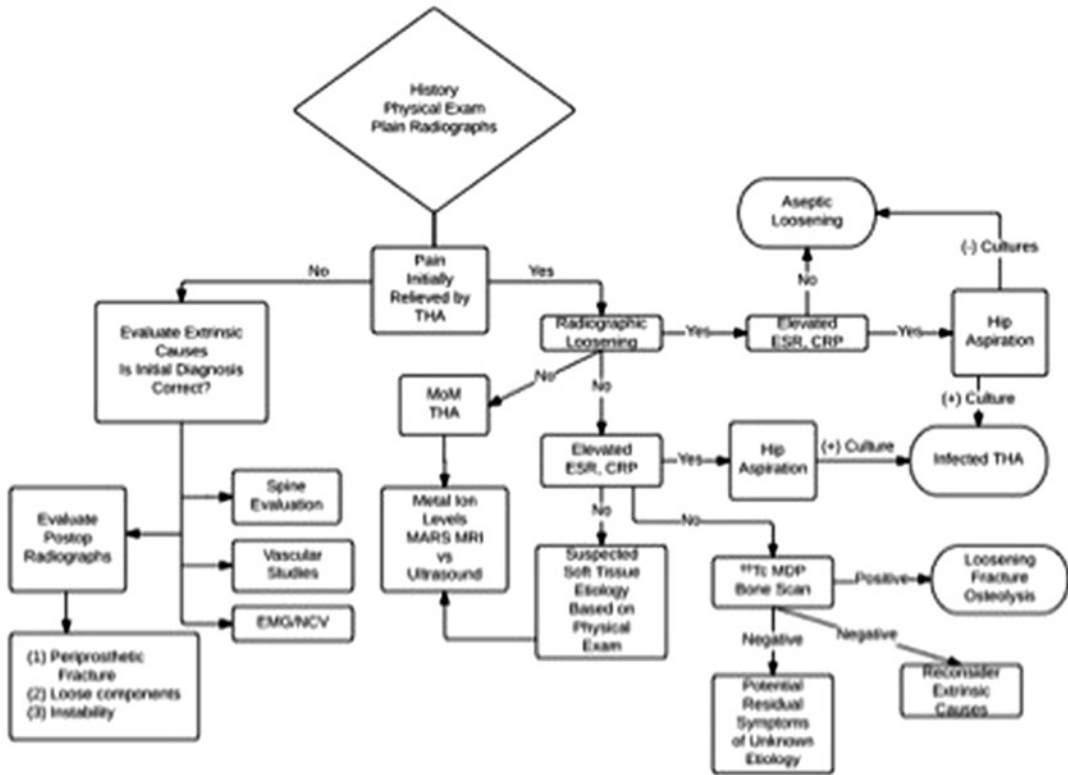 History
Physical Exam
Plain Radiographs
Pain
Initially
Relieved by
THA
No
Yes
Evaluate Extrinsic
Causes
Is Initial Diagnosis
Correct?
Radiographic
Loosening
Yes
Elevated
ESR, CRP
No
Aseptic
Loosening
Yes
Hip
Aspiration
(-) Cultures
(+) Culture
Infected THA
No
MoM
THA
No
Elevated
ESR, CRP
Yes
Hip
Aspiration
(+) Culture
Metal Ion
Levels
MARS MRI
vs
Ultrasound
No
Suspected
Soft Tissue
Etiology
Based on
Physical
Exam
No
⁹⁹Tc MDP
Bone Scan
Positive
Loosening
Fracture
Osteolysis
Negative
Negative
Potential
Residual
Symptoms
of Unknown
Etiology
Reconsider
Extrinsic
Causes
Spine
Evaluation
Vascular
Studies
EMG/NCV
Evaluate
Postop
Radiographs
(1) Periprosthetic
Fracture
(2) Loose components
(3) Instability